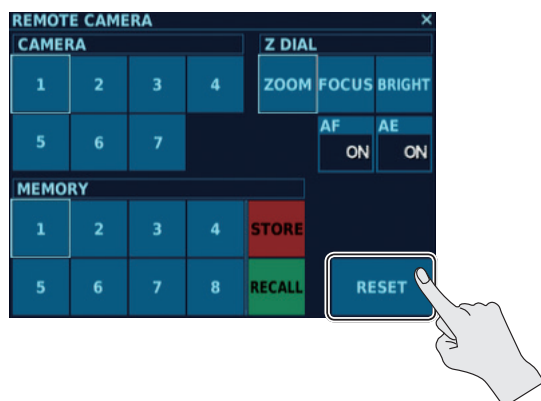 REMOTE CAMERA ×
CAMERA
1 2 3 4
5 6 7
Z DIAL
ZOOM FOCUS BRIGHT
AF AE
ON ON
MEMORY
1 2 3 4 STORE
5 6 7 8 RECALL
RESET